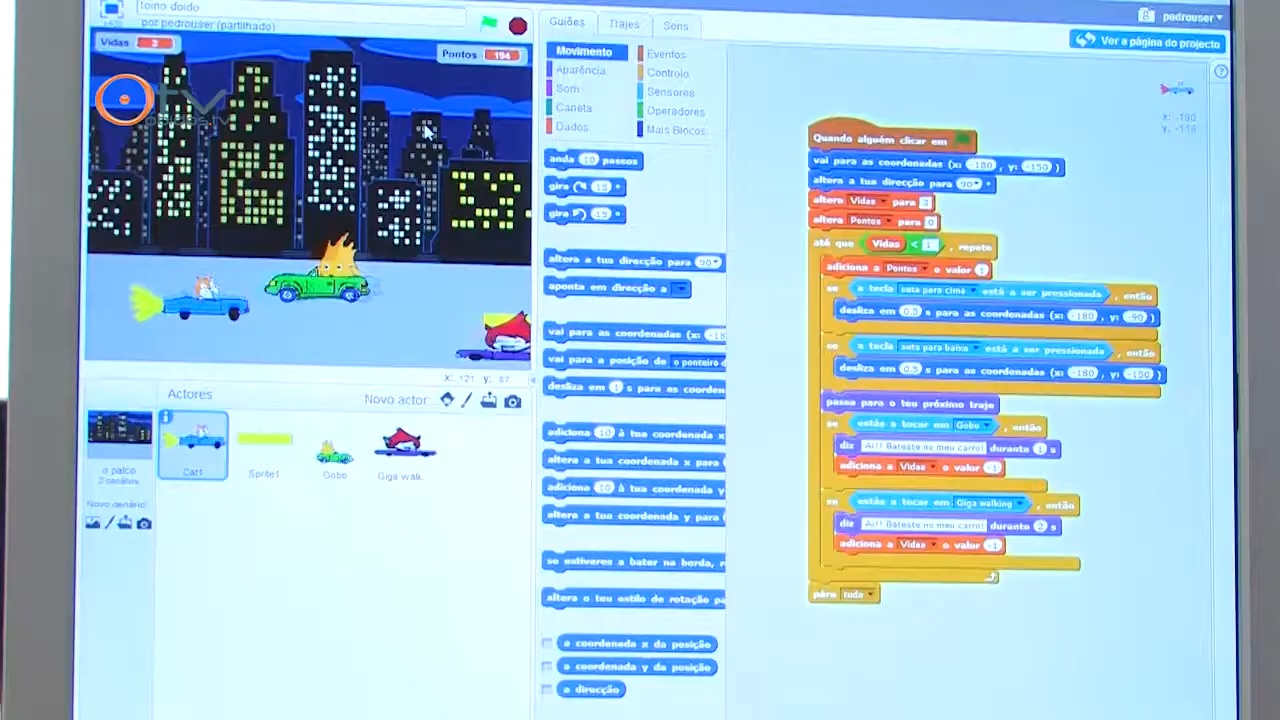 toino doido
por pedrouser (partilhado)
Vidas 3
Pontos 194
tv
Guiões Trajes Sons
pedrouser
Ver a página do projecto
Movimento
Aparência
Som
Caneta
Dados
Eventos
Controlo
Sensores
Operadores
Mais Blocos
anda 10 passos
gira 15 °
gira 15 °
altera a tua direcção para 90
aponta em direcção a
vai para as coordenadas (x: -18
vai para a posição de o ponteiro d
desliza em 1 s para as coorden
adiciona 10 à tua coordenada x
altera a tua coordenada x para
adiciona 10 à tua coordenada y
altera a tua coordenada y para
se estiveres a bater na borda, r
altera o teu estilo de rotação pa
a coordenada x da posição
a coordenada y da posição
a direcção
x: 121 y: 87
Actores
Novo actor
o palco
2 cenários
Novo cenário
Cat1
Sprite1
Gobo
Giga walk...
Quando alguém clicar em
vai para as coordenadas (x: -180 , y: -150 )
altera a tua direcção para 90 °
altera Vidas para 3
altera Pontos para 0
até que Vidas < 1 , repete
adiciona a Pontos o valor 1
se a tecla seta para cima está a ser pressionada , então
desliza em 0.5 s para as coordenadas (x: -180 , y: -90 )
se a tecla seta para baixo está a ser pressionada , então
desliza em 0.5 s para as coordenadas (x: -180 , y: -150 )
passa para o teu próximo traje
se estás a tocar em Gobo , então
diz Ai!! Bateste no meu carro! durante 1 s
adiciona a Vidas o valor -1
se estás a tocar em Giga walking , então
diz Ai!! Bateste no meu carro! durante 2 s
adiciona a Vidas o valor -1
pára tudo